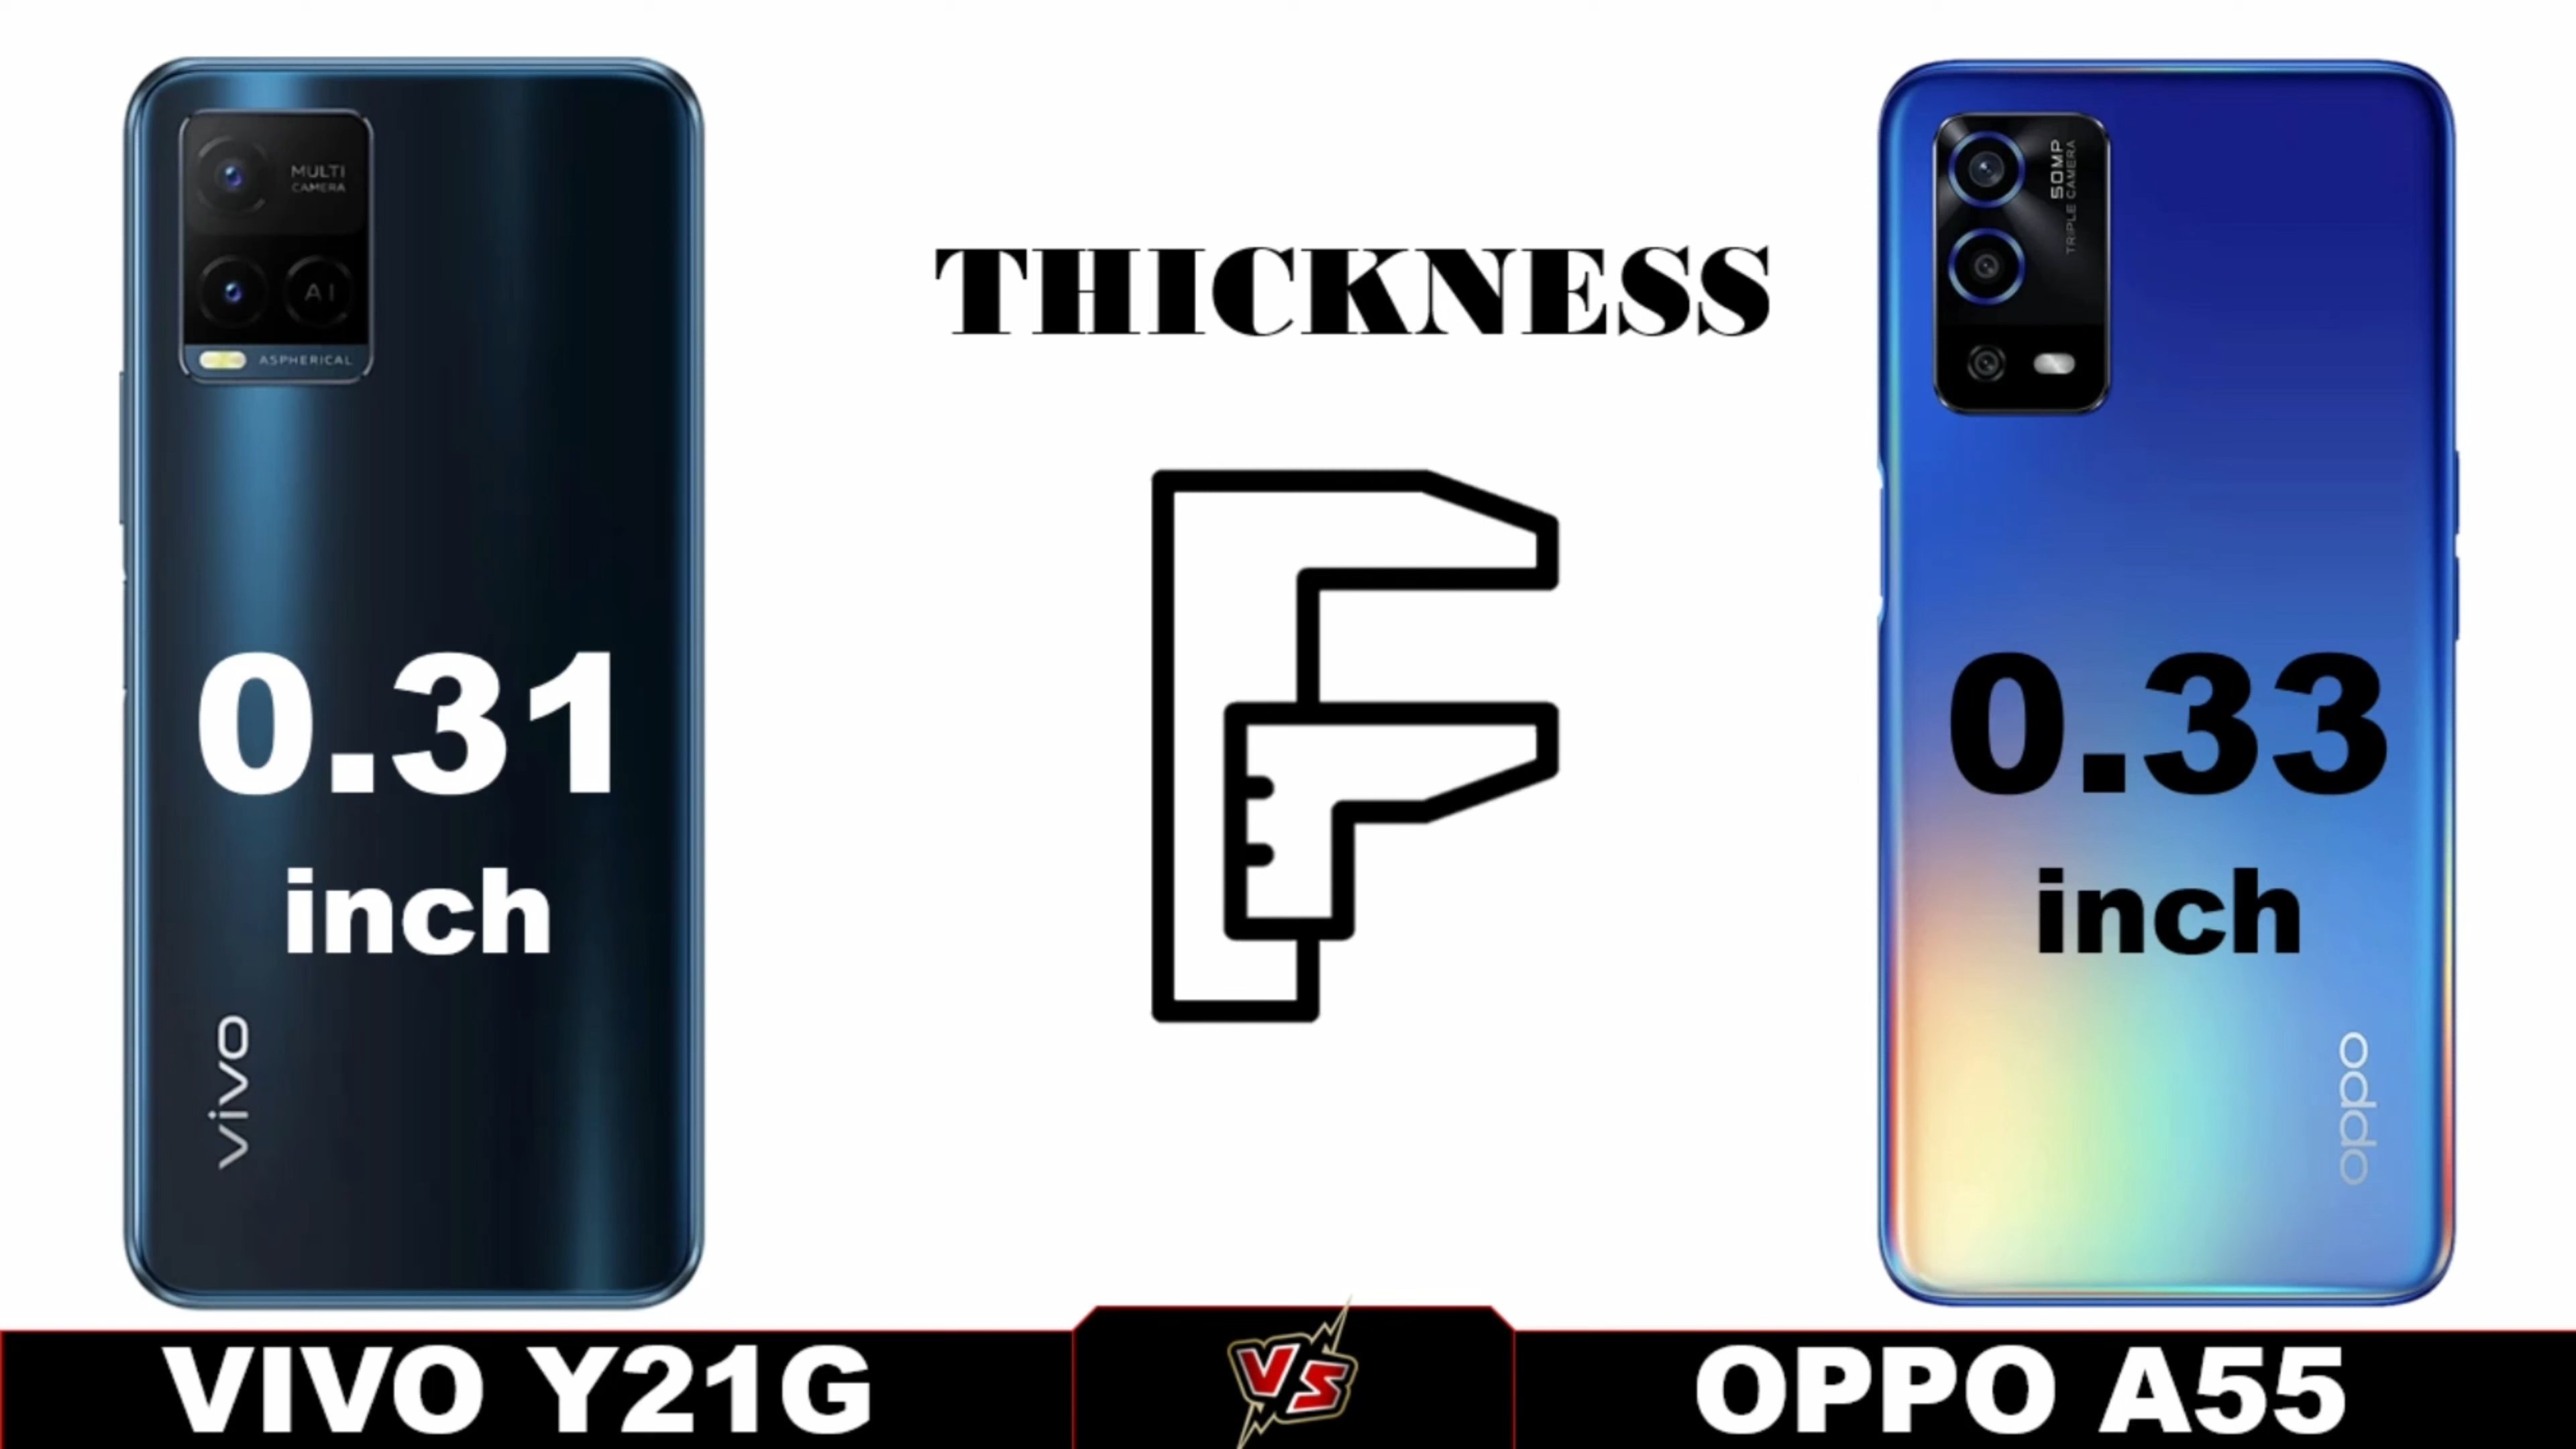 MULTI
CAMERA
AI
ASPHERICAL
0.31
inch
vivo
THICKNESS
50MP
TRIPLE CAMERA
0.33
inch
oppo
VIVO Y21G
VS
OPPO A55